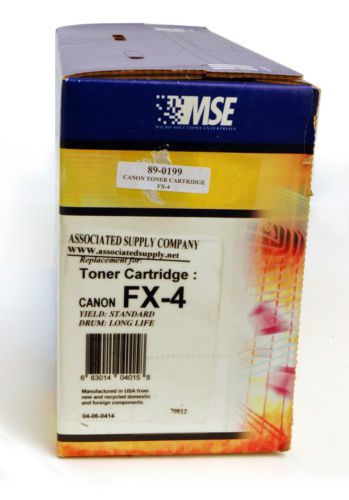 MSE
MICRO SOLUTIONS ENTERPRISES
89-0199
CANON TONER CARTRIDGE
FX-4
ASSOCIATED SUPPLY COMPANY
www.associatedsupply.net
Replacement for:
Toner Cartridge :
CANON FX-4
YIELD: STANDARD
DRUM: LONG LIFE
6 83014 04015 8
Manufactured in USA from
new and recycled domestic
and foreign components.
04-06-0414
70812